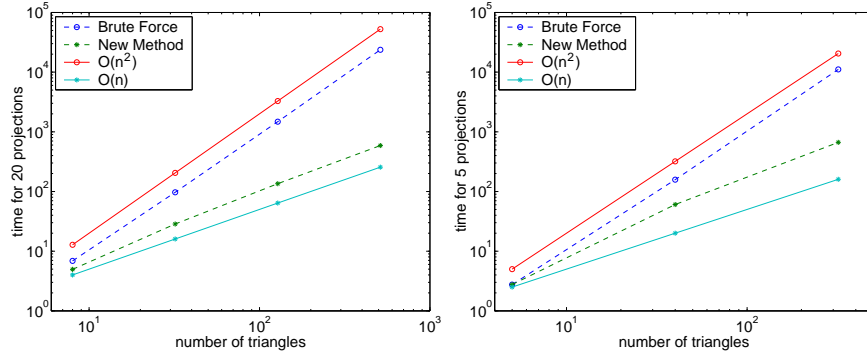 10^5
10^4
10^3
10^2
10^1
10^0
time for 20 projections
Brute Force
New Method
O(n^2)
O(n)
10^1
10^2
10^3
number of triangles
10^5
10^4
10^3
10^2
10^1
10^0
time for 5 projections
Brute Force
New Method
O(n^2)
O(n)
10^1
10^2
number of triangles